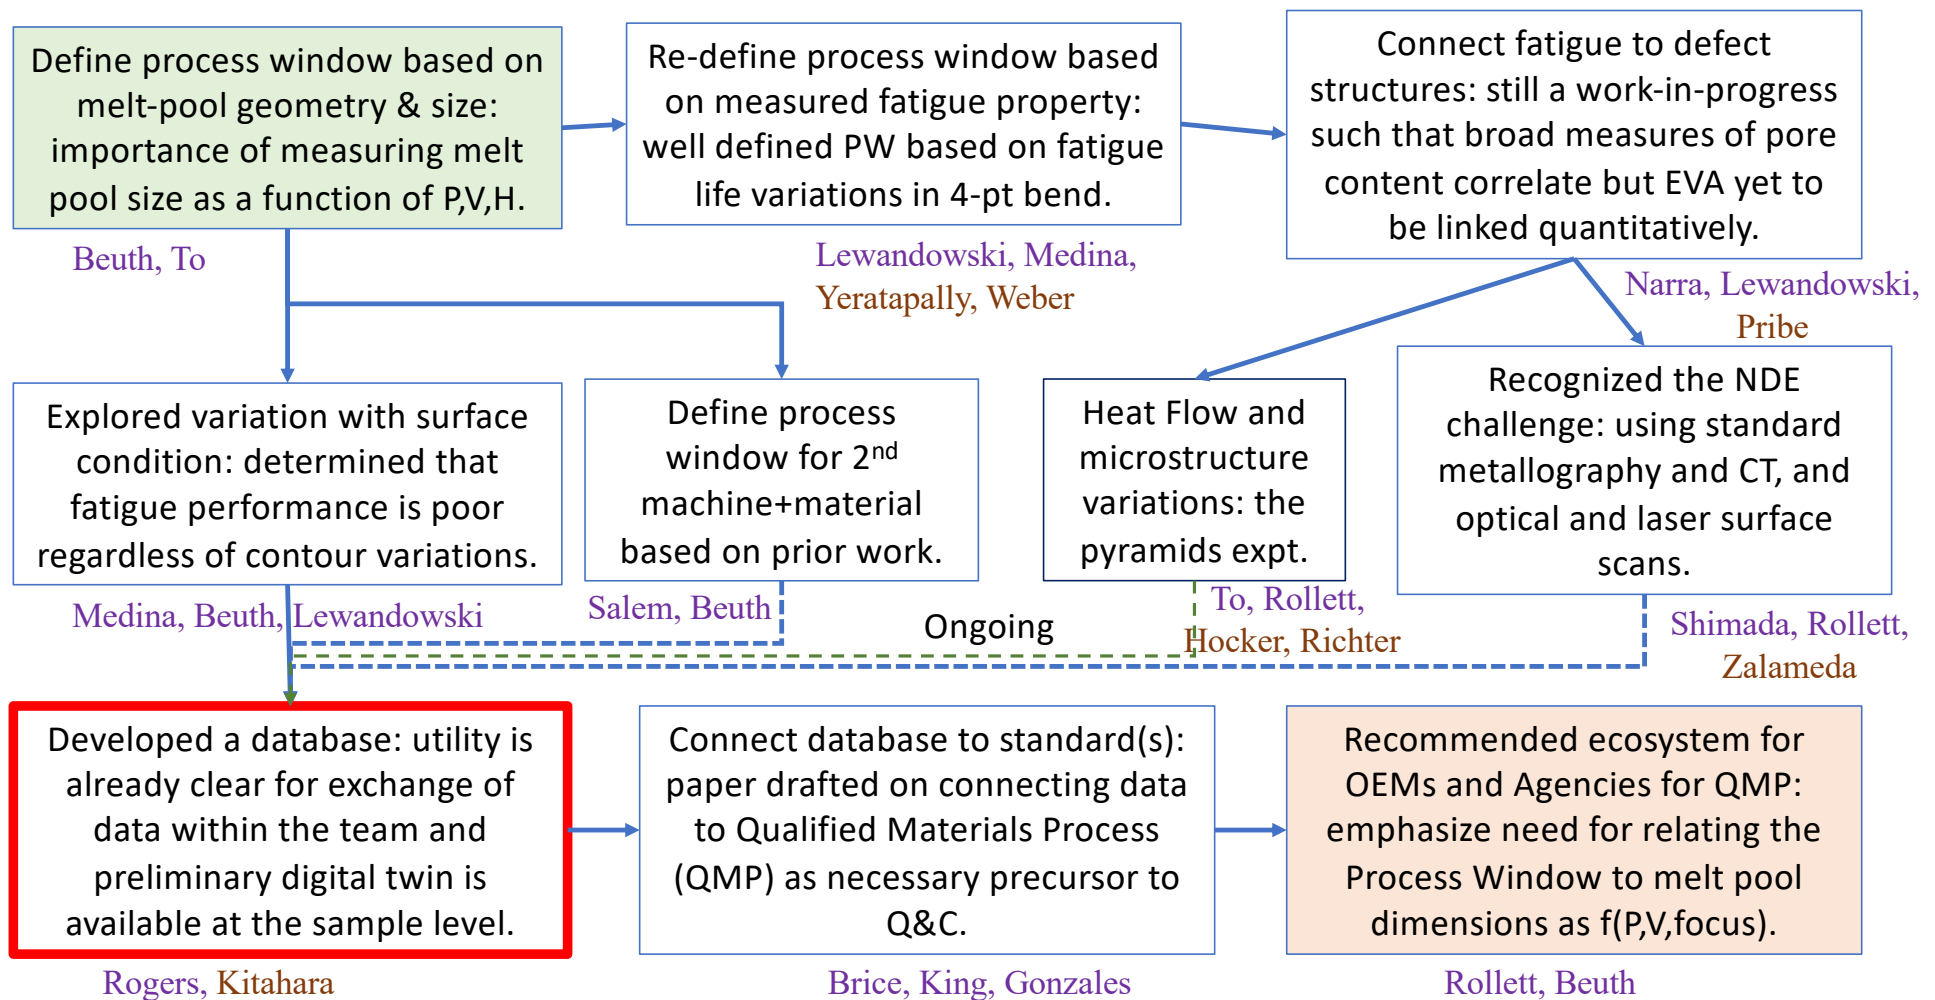 Define process window based on
melt-pool geometry & size:
importance of measuring melt
pool size as a function of P,V,H.
Beuth, To
Re-define process window based
on measured fatigue property:
well defined PW based on fatigue
life variations in 4-pt bend.
Lewandowski, Medina,
Yeratapally, Weber
Connect fatigue to defect
structures: still a work-in-progress
such that broad measures of pore
content correlate but EVA yet to
be linked quantitatively.
Narra, Lewandowski,
Pribe
Explored variation with surface
condition: determined that
fatigue performance is poor
regardless of contour variations.
Medina, Beuth, Lewandowski
Define process
window for 2nd
machine+material
based on prior work.
Salem, Beuth
Heat Flow and
microstructure
variations: the
pyramids expt.
To, Rollett,
Hocker, Richter
Recognized the NDE
challenge: using standard
metallography and CT, and
optical and laser surface
scans.
Shimada, Rollett,
Zalameda
Ongoing
Developed a database: utility is
already clear for exchange of
data within the team and
preliminary digital twin is
available at the sample level.
Rogers, Kitahara
Connect database to standard(s):
paper drafted on connecting data
to Qualified Materials Process
(QMP) as necessary precursor to
Q&C.
Brice, King, Gonzales
Recommended ecosystem for
OEMs and Agencies for QMP:
emphasize need for relating the
Process Window to melt pool
dimensions as f(P,V,focus).
Rollett, Beuth